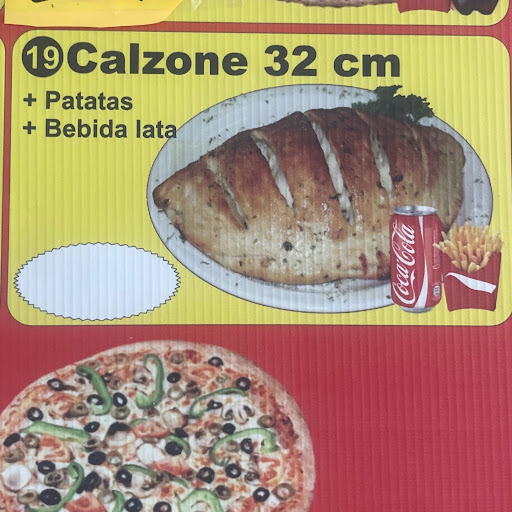 19 Calzone 32 cm
+ Patatas
+ Bebida lata
Coca-Cola